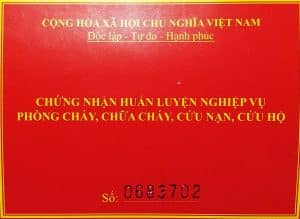 CỘNG HÒA XÃ HỘI CHỦ NGHĨA VIỆT NAM
Độc lập - Tự do - Hạnh phúc
CHỨNG NHẬN HUẤN LUYỆN NGHIỆP VỤ
PHÒNG CHÁY, CHỮA CHÁY, CỨU NẠN, CỨU HỘ
Số: 0683702